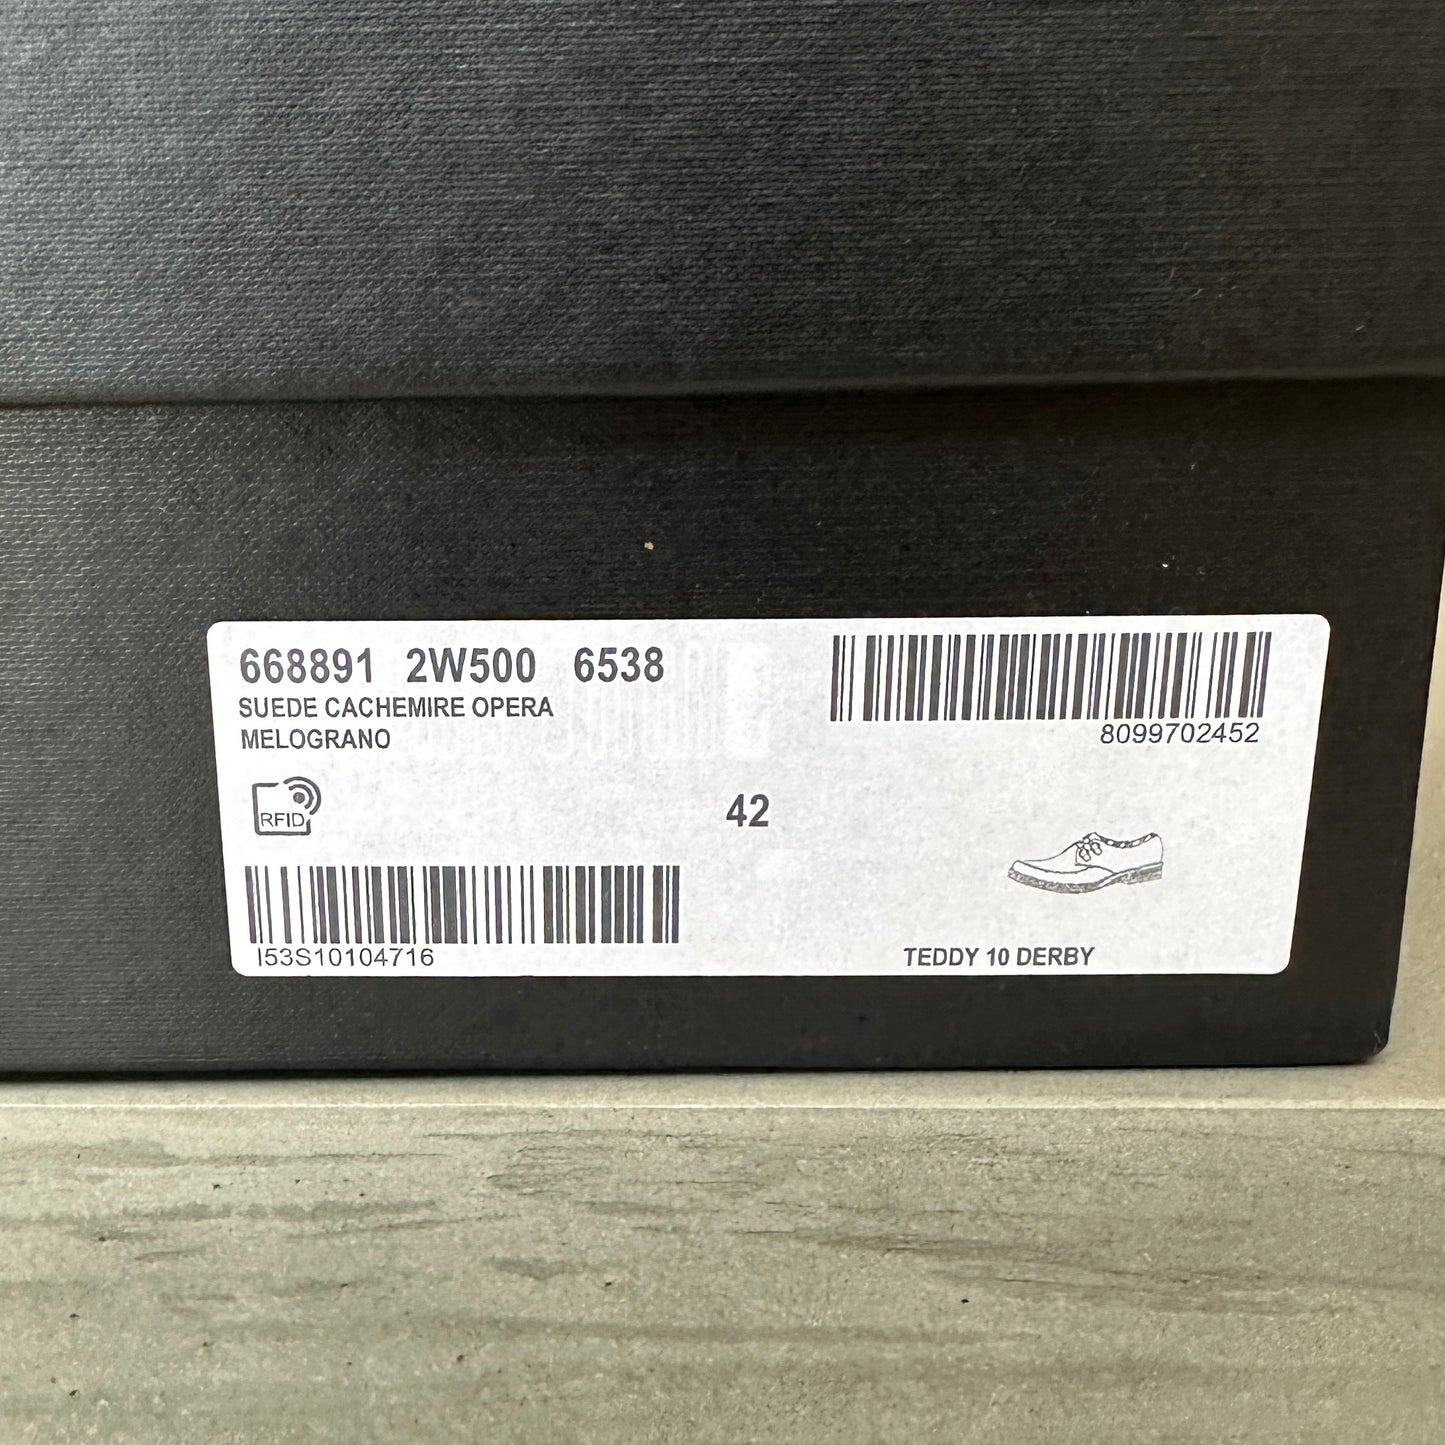 668891 2W500 6538
SUEDE CACHEMIRE OPERA
MELOGRANO
8099702452
RFID
42
I53S10104716
TEDDY 10 DERBY